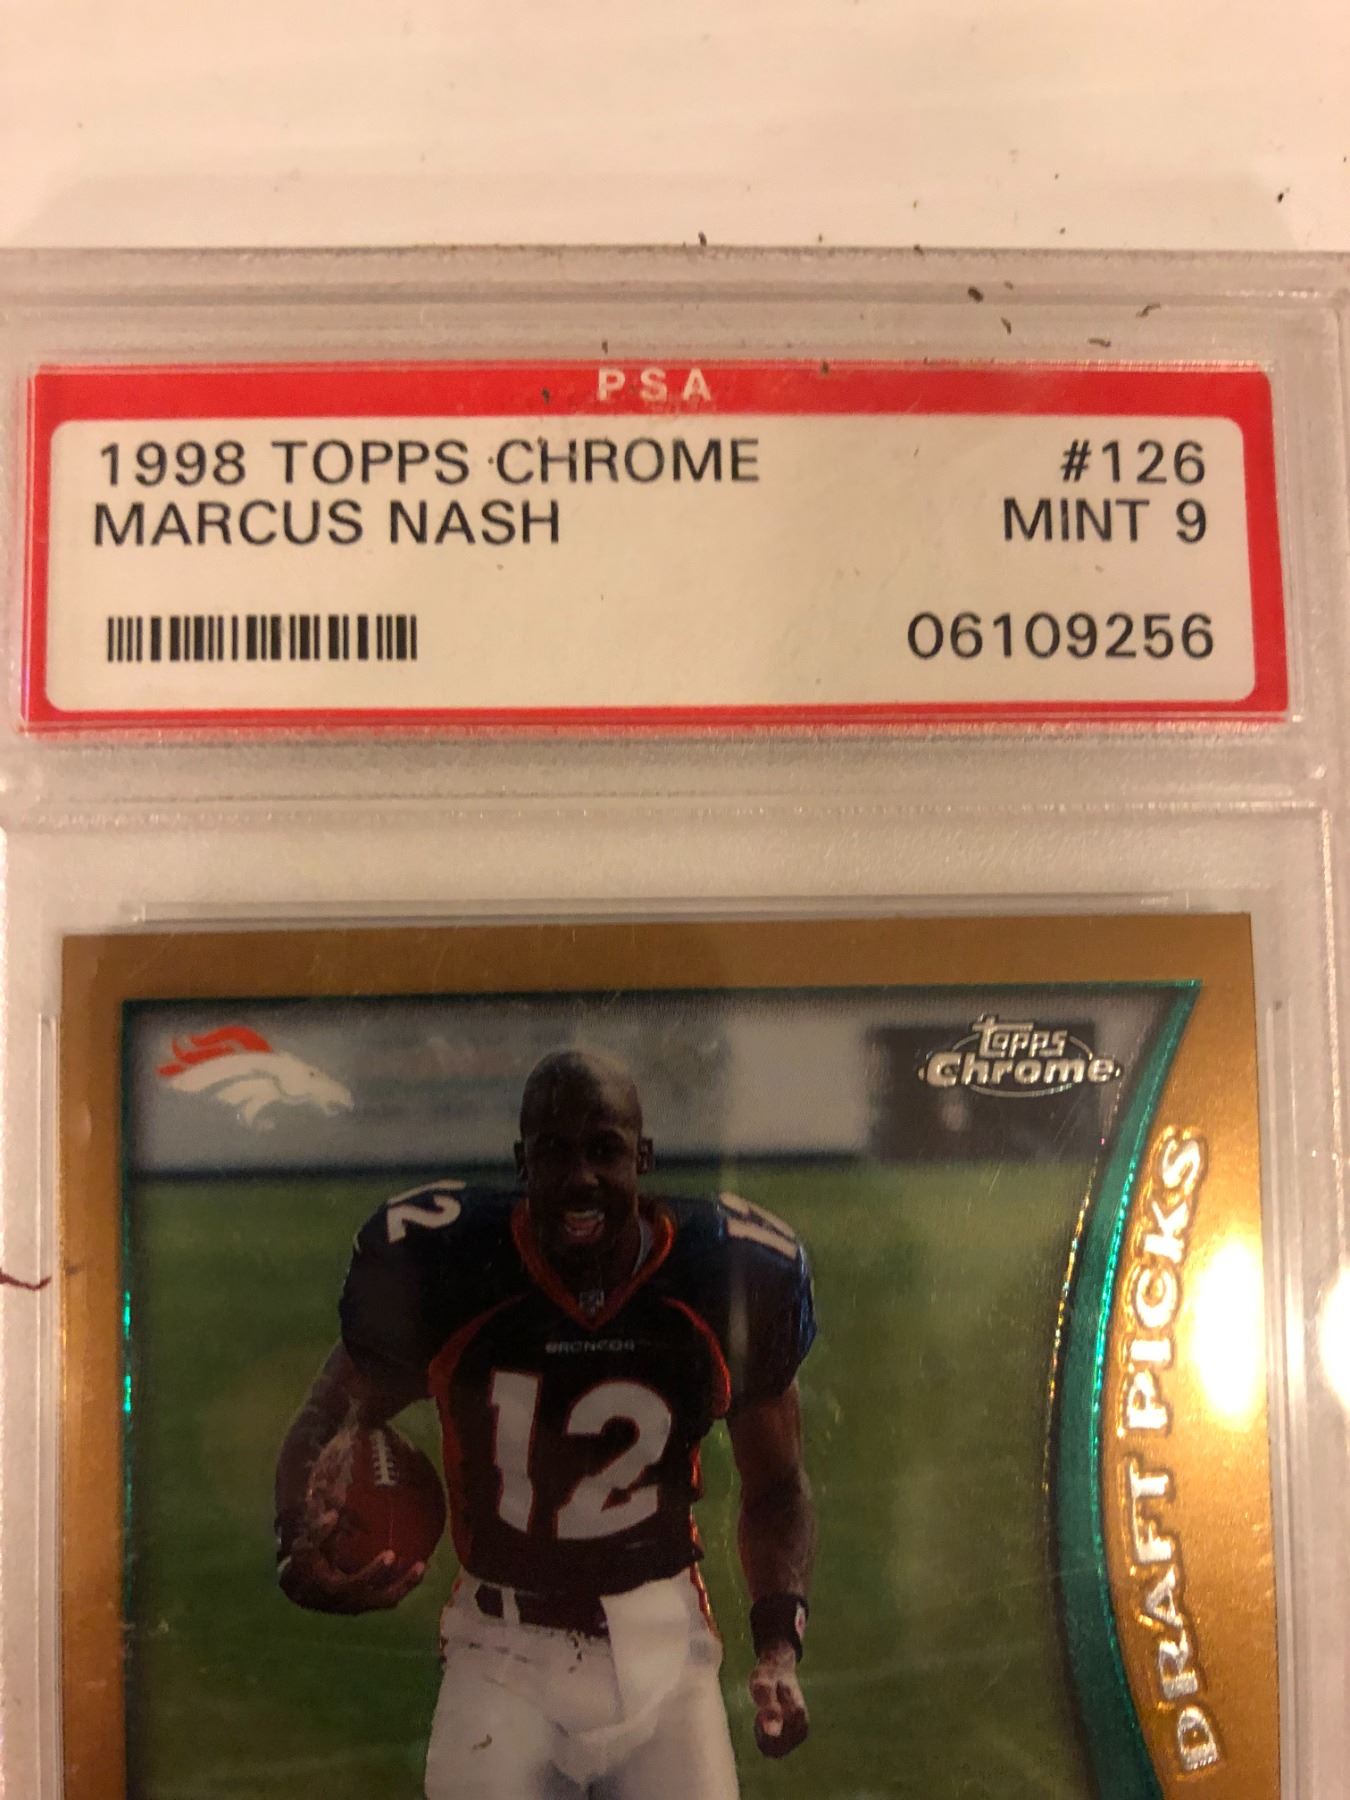 PSA
1998 TOPPS CHROME #126
MARCUS NASH MINT 9
06109256
topps
Chrome
DRAFT PICKS
12 12
BRONCOS
12